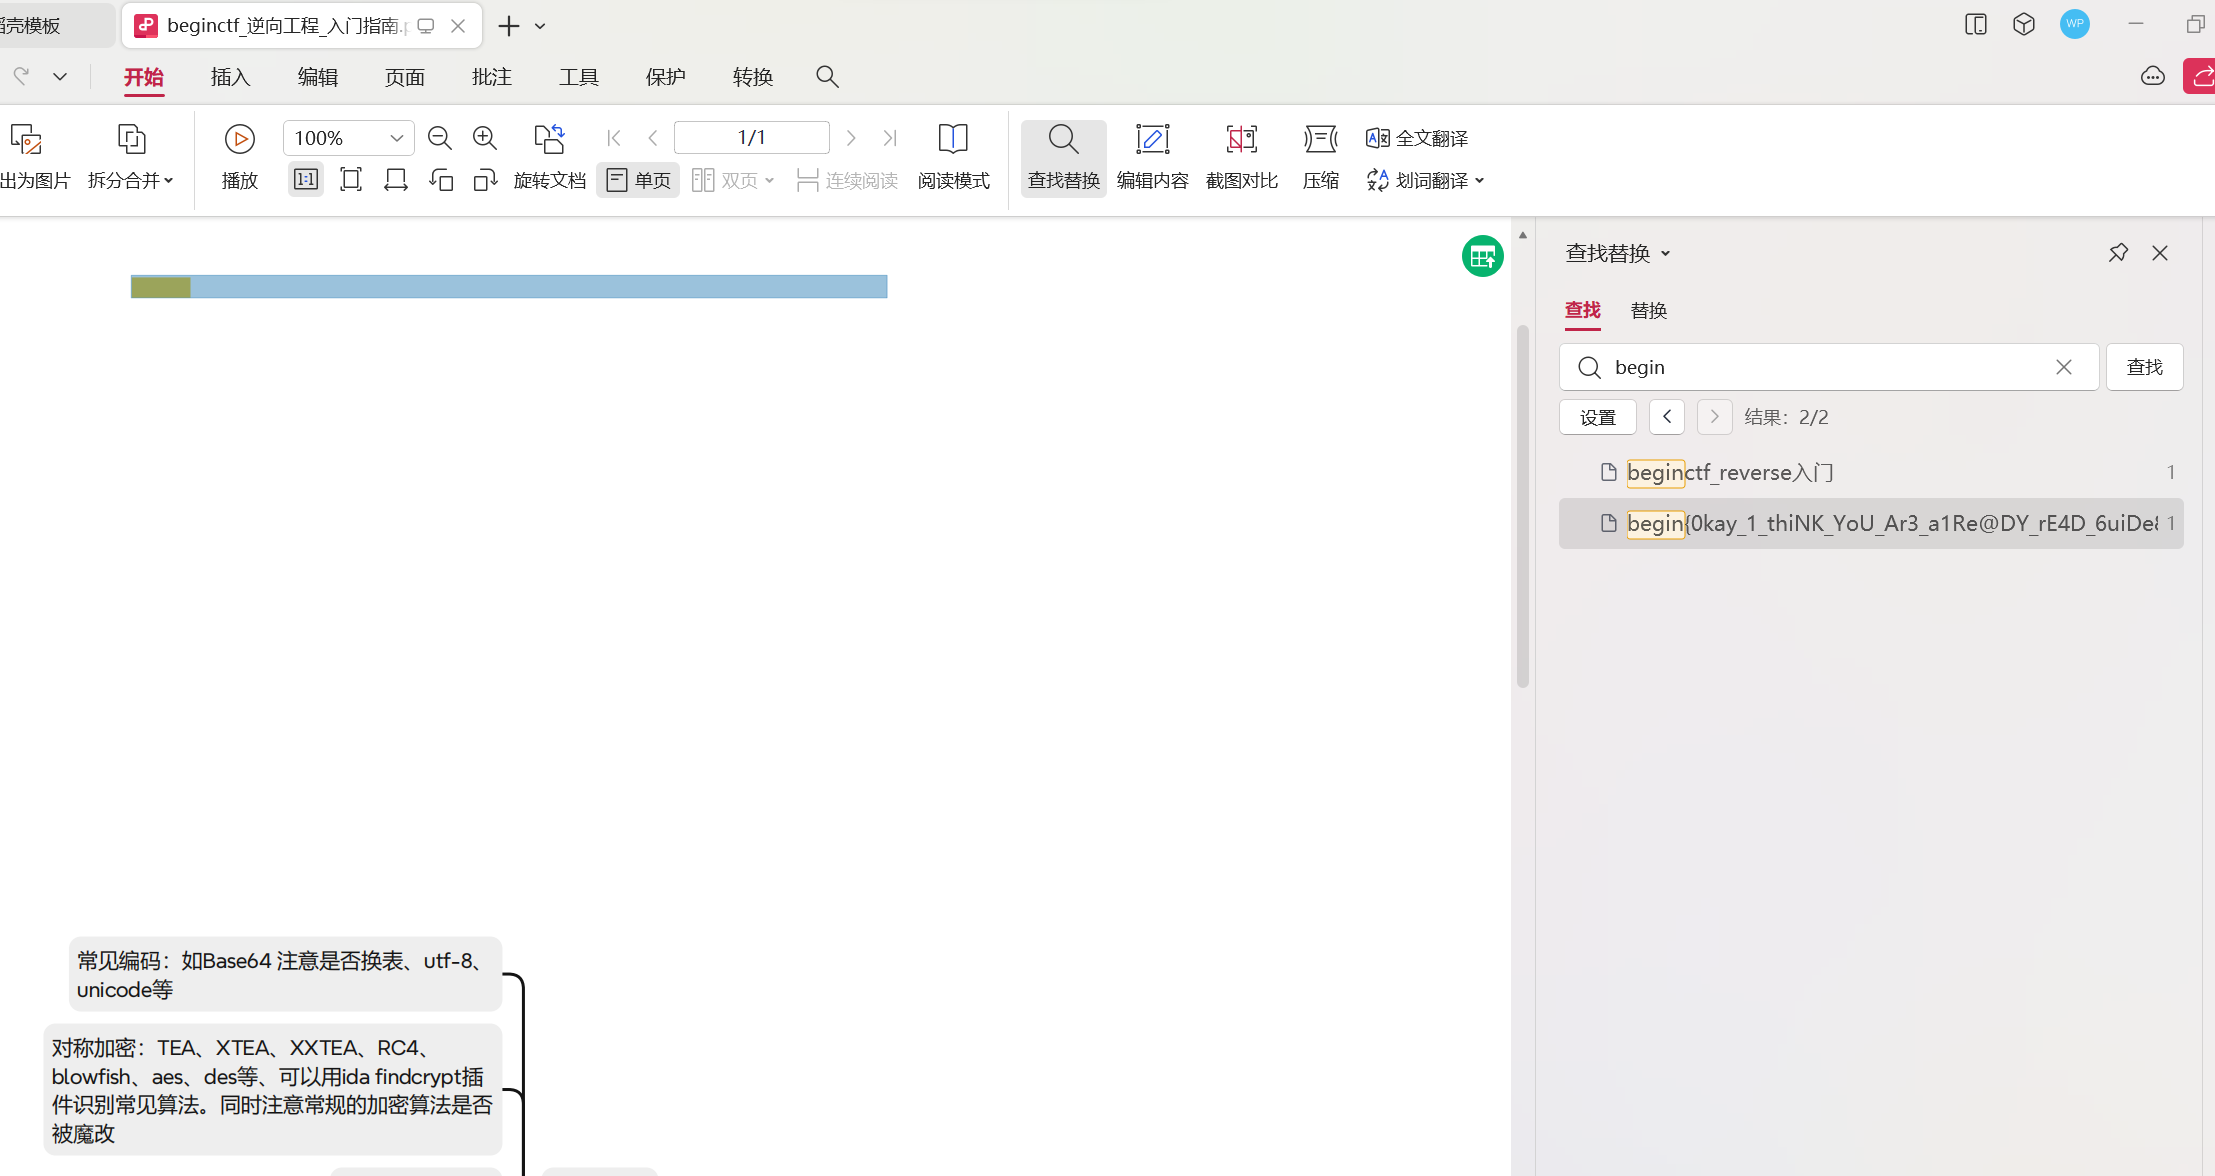 稻壳模板
beginctf_逆向工程_入门指南.p
WP
开始 插入 编辑 页面 批注 工具 保护 转换
100%
1/1
全文翻译
出为图片 拆分合并 播放 1:1 旋转文档 单页 双页 连续阅读 阅读模式 查找替换 编辑内容 截图对比 压缩 划词翻译
查找替换
查找 替换
begin
查找
设置
结果：2/2
beginctf_reverse入门 1
begin{0kay_1_thiNK_YoU_Ar3_a1Re@DY_rE4D_6uiDe 1
常见编码：如Base64 注意是否换表、utf-8、
unicode等
对称加密：TEA、XTEA、XXTEA、RC4、
blowfish、aes、des等、可以用ida findcrypt插
件识别常见算法。同时注意常规的加密算法是否
被魔改